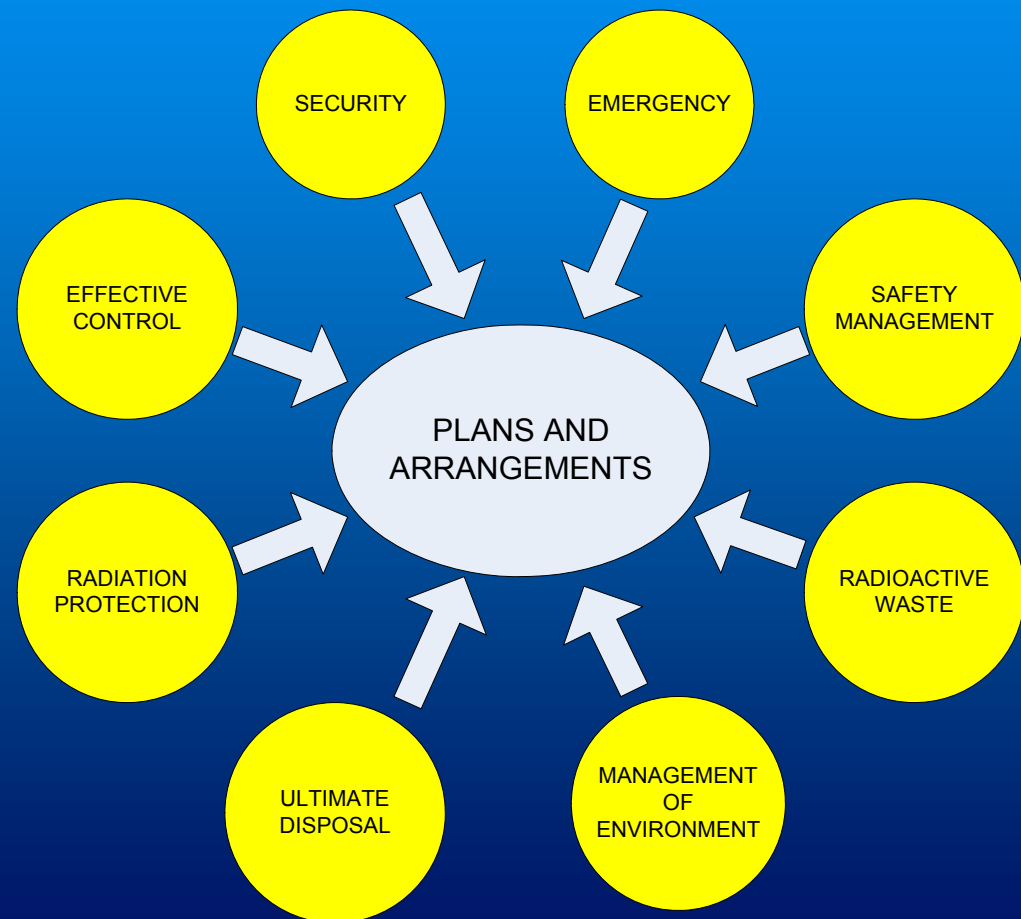 SECURITY
EMERGENCY
EFFECTIVE
CONTROL
SAFETY
MANAGEMENT
PLANS AND
ARRANGEMENTS
RADIATION
PROTECTION
RADIOACTIVE
WASTE
ULTIMATE
DISPOSAL
MANAGEMENT
OF
ENVIRONMENT